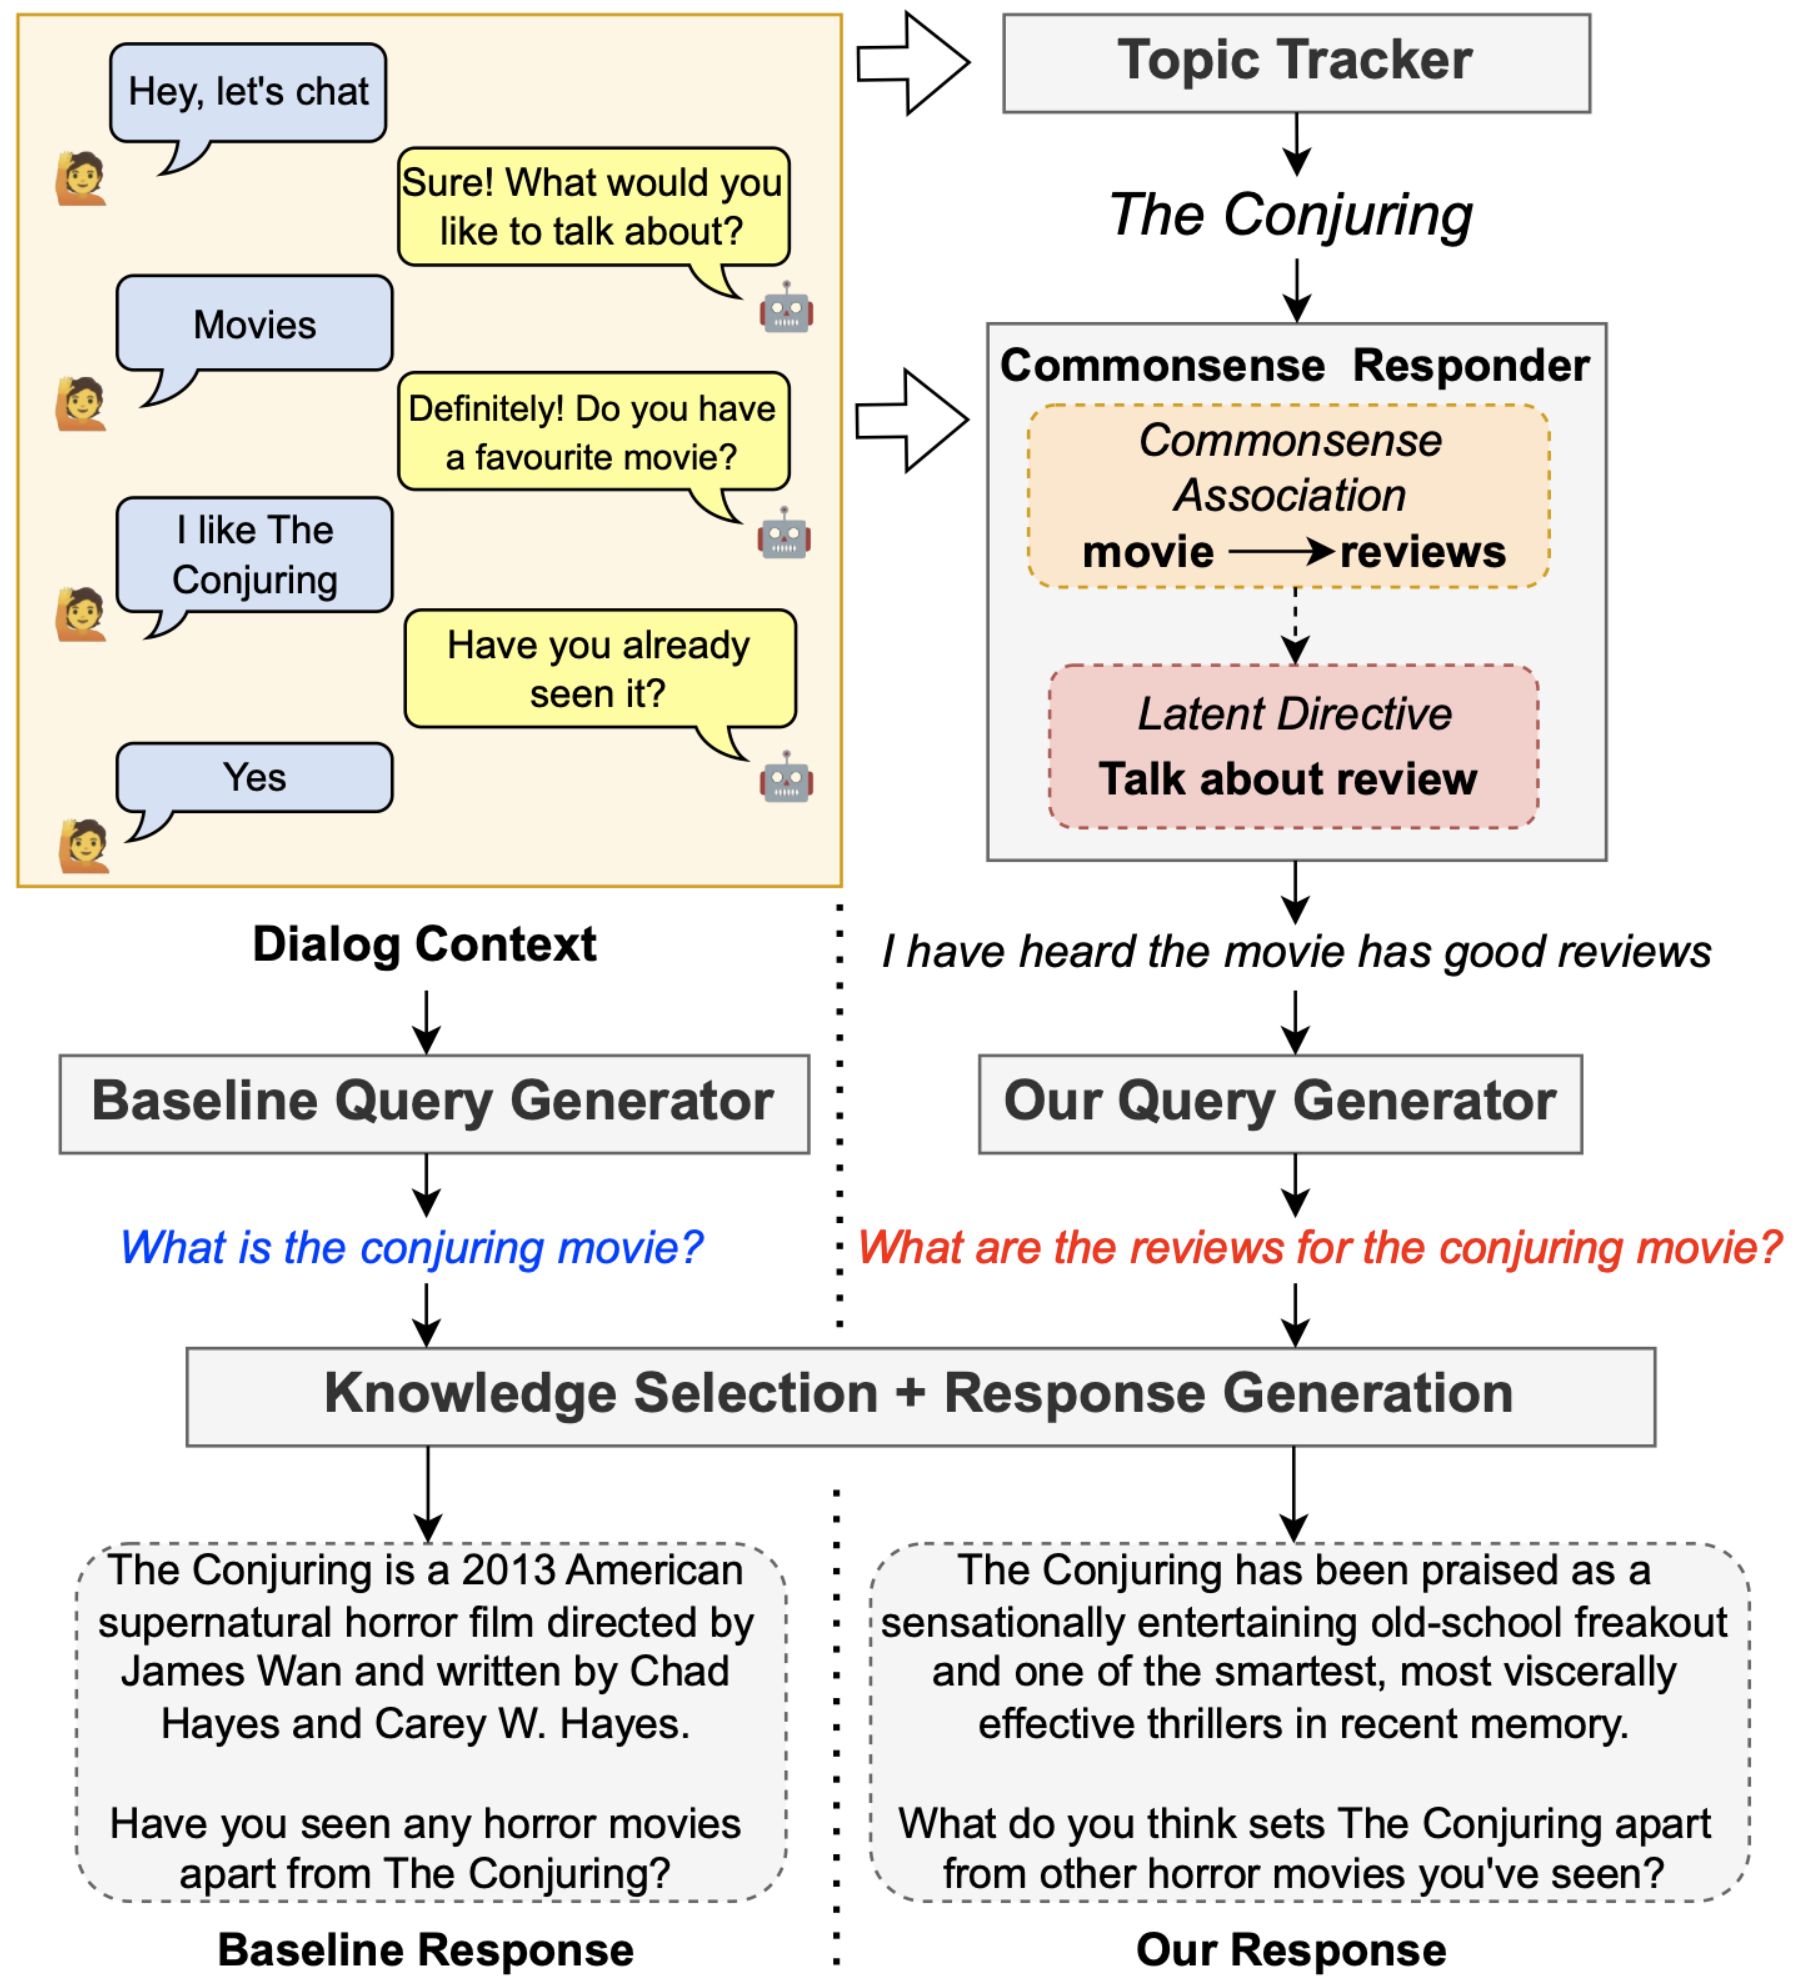 Hey, let's chat
Sure! What would you
like to talk about?
Movies
Definitely! Do you have
a favourite movie?
I like The
Conjuring
Have you already
seen it?
Yes
Dialog Context
Baseline Query Generator
What is the conjuring movie?
Topic Tracker
The Conjuring
Commonsense Responder
Commonsense
Association
movie reviews
Latent Directive
Talk about review
I have heard the movie has good reviews
Our Query Generator
What are the reviews for the conjuring movie?
Knowledge Selection + Response Generation
The Conjuring is a 2013 American
supernatural horror film directed by
James Wan and written by Chad
Hayes and Carey W. Hayes.
Have you seen any horror movies
apart from The Conjuring?
Baseline Response
The Conjuring has been praised as a
sensationally entertaining old-school freakout
and one of the smartest, most viscerally
effective thrillers in recent memory.
What do you think sets The Conjuring apart
from other horror movies you've seen?
Our Response